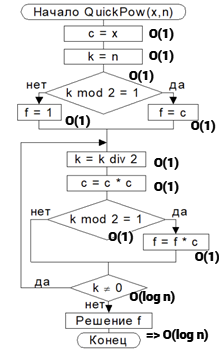 Начало QuickPow(x,n)
c = x O(1)
k = n O(1)
O(1)
нет k mod 2 = 1 да
f = 1 O(1) f = c O(1)
k = k div 2 O(1)
c = c * c O(1)
нет k mod 2 = 1 да
O(1) f = f * c O(1)
k ≠ 0
да O(log n)
нет
Решение f
=> O(log n)
Конец